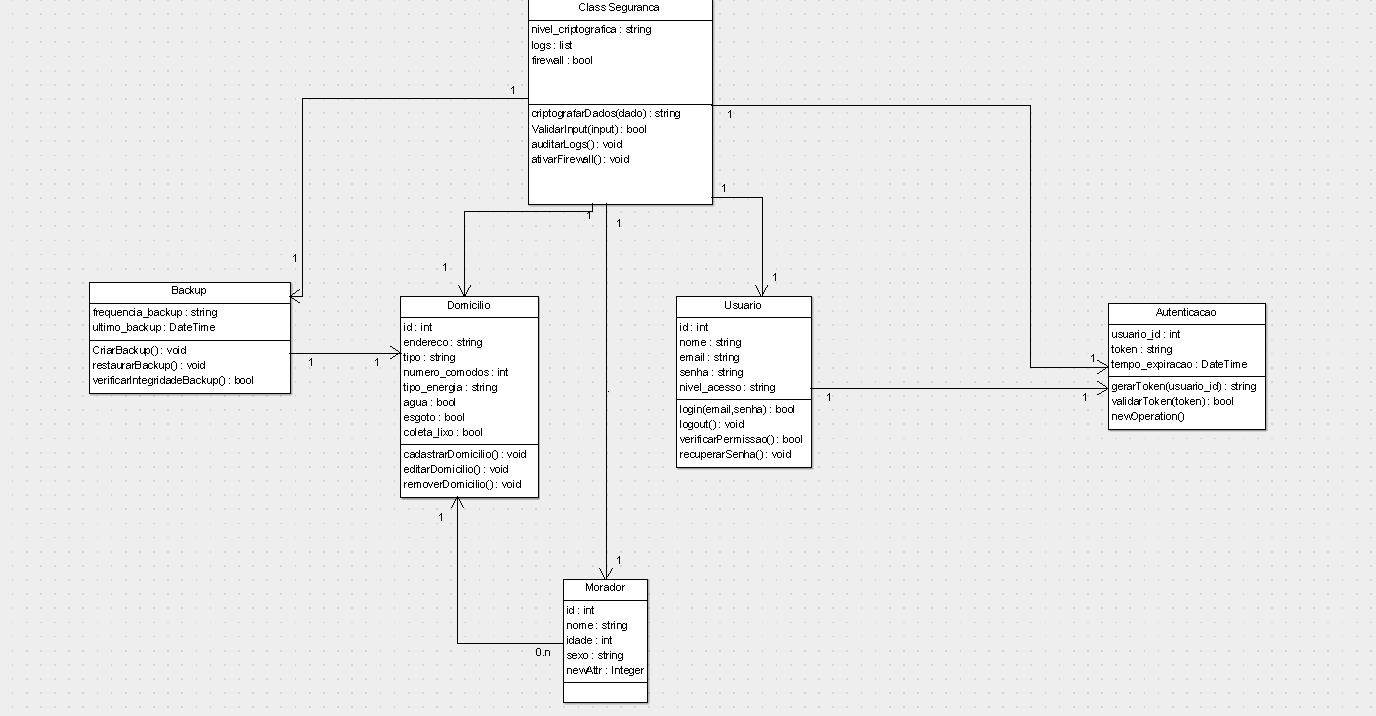 Class Seguranca
nivel_criptografica : string
logs : list
firewall : bool
criptografarDados(dado) : string
ValidarInput(input) : bool
auditarLogs() : void
ativarFirewall() : void
1
1
1
1
1
1
1
1
Backup
frequencia_backup : string
ultimo_backup : DateTime
CriarBackup() : void
restaurarBackup() : void
verificarIntegridadeBackup() : bool
1
1
Domicilio
id : int
endereco : string
tipo : string
numero_comodos : int
tipo_energia : string
agua : bool
esgoto : bool
coleta_lixo : bool
cadastrarDomicilio() : void
editarDomicilio() : void
removerDomicilio() : void
Usuario
id : int
nome : string
email : string
senha : string
nivel_acesso : string
login(email,senha) : bool
logout() : void
verificarPermissao() : bool
recuperarSenha() : void
1
1
1
Autenticacao
usuario_id : int
token : string
tempo_expiracao : DateTime
gerarToken(usuario_id) : string
validarToken(token) : bool
newOperation()
1
1
Morador
id : int
nome : string
idade : int
sexo : string
newAttr : Integer
0.n